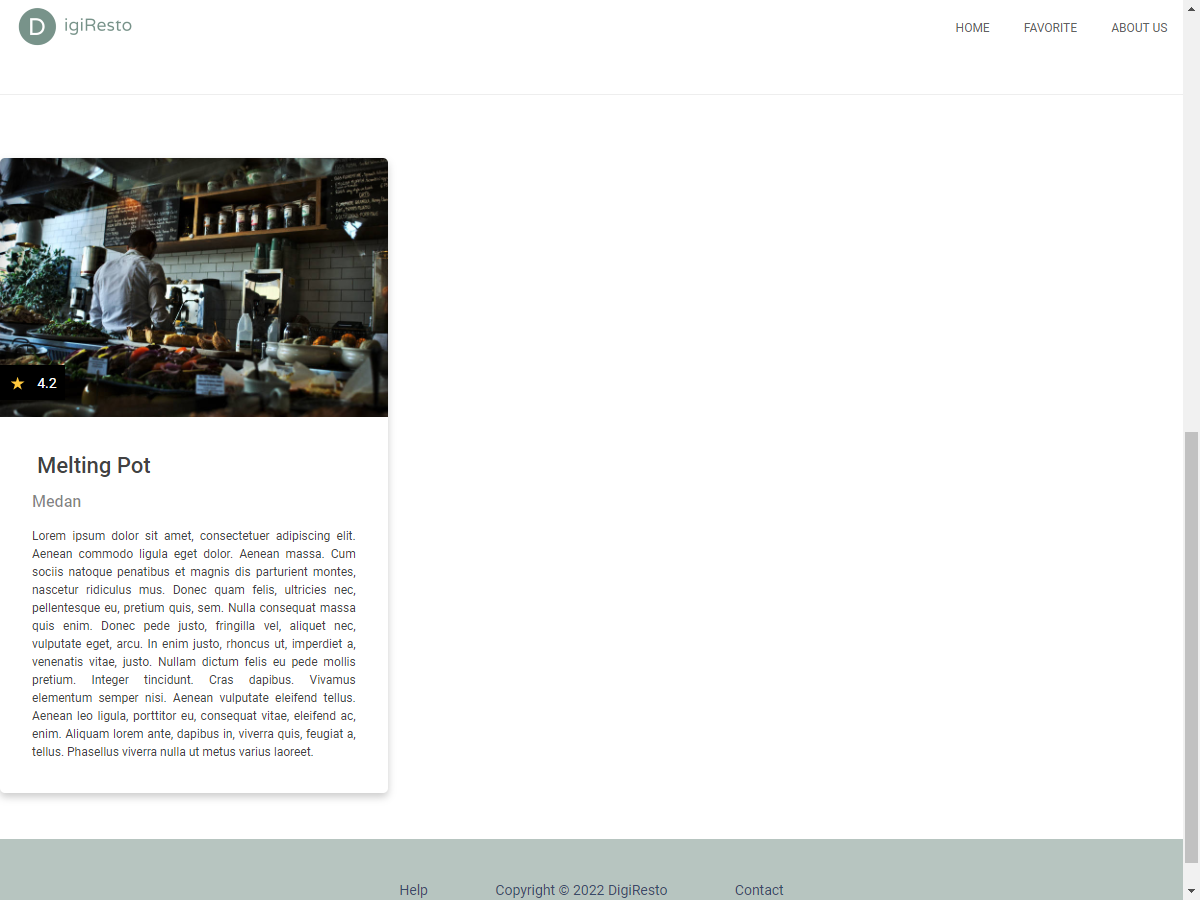 D igiResto
HOME FAVORITE ABOUT US
4.2
Melting Pot
Medan
Lorem ipsum dolor sit amet, consectetuer adipiscing elit.
Aenean commodo ligula eget dolor. Aenean massa. Cum
sociis natoque penatibus et magnis dis parturient montes,
nascetur ridiculus mus. Donec quam felis, ultricies nec,
pellentesque eu, pretium quis, sem. Nulla consequat massa
quis enim. Donec pede justo, fringilla vel, aliquet nec,
vulputate eget, arcu. In enim justo, rhoncus ut, imperdiet a,
venenatis vitae, justo. Nullam dictum felis eu pede mollis
pretium. Integer tincidunt. Cras dapibus. Vivamus
elementum semper nisi. Aenean vulputate eleifend tellus.
Aenean leo ligula, porttitor eu, consequat vitae, eleifend ac,
enim. Aliquam lorem ante, dapibus in, viverra quis, feugiat a,
tellus. Phasellus viverra nulla ut metus varius laoreet.
Help Copyright © 2022 DigiResto Contact